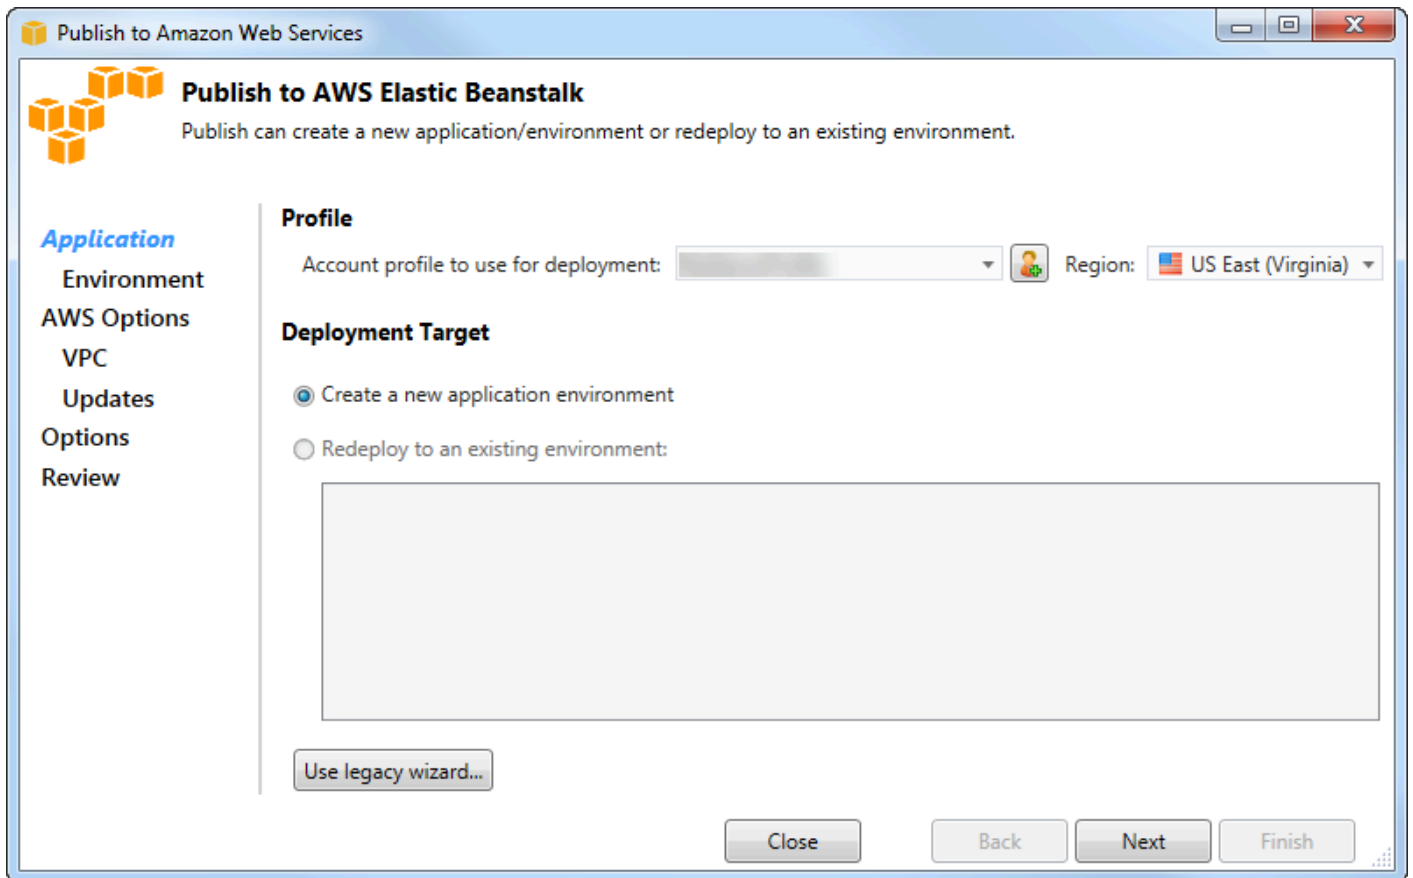 Publish to Amazon Web Services
Publish to AWS Elastic Beanstalk
Publish can create a new application/environment or redeploy to an existing environment.
Application
Environment
AWS Options
VPC
Updates
Options
Review
Profile
Account profile to use for deployment:
Region: US East (Virginia)
Deployment Target
Create a new application environment
Redeploy to an existing environment:
Use legacy wizard...
Close Back Next Finish